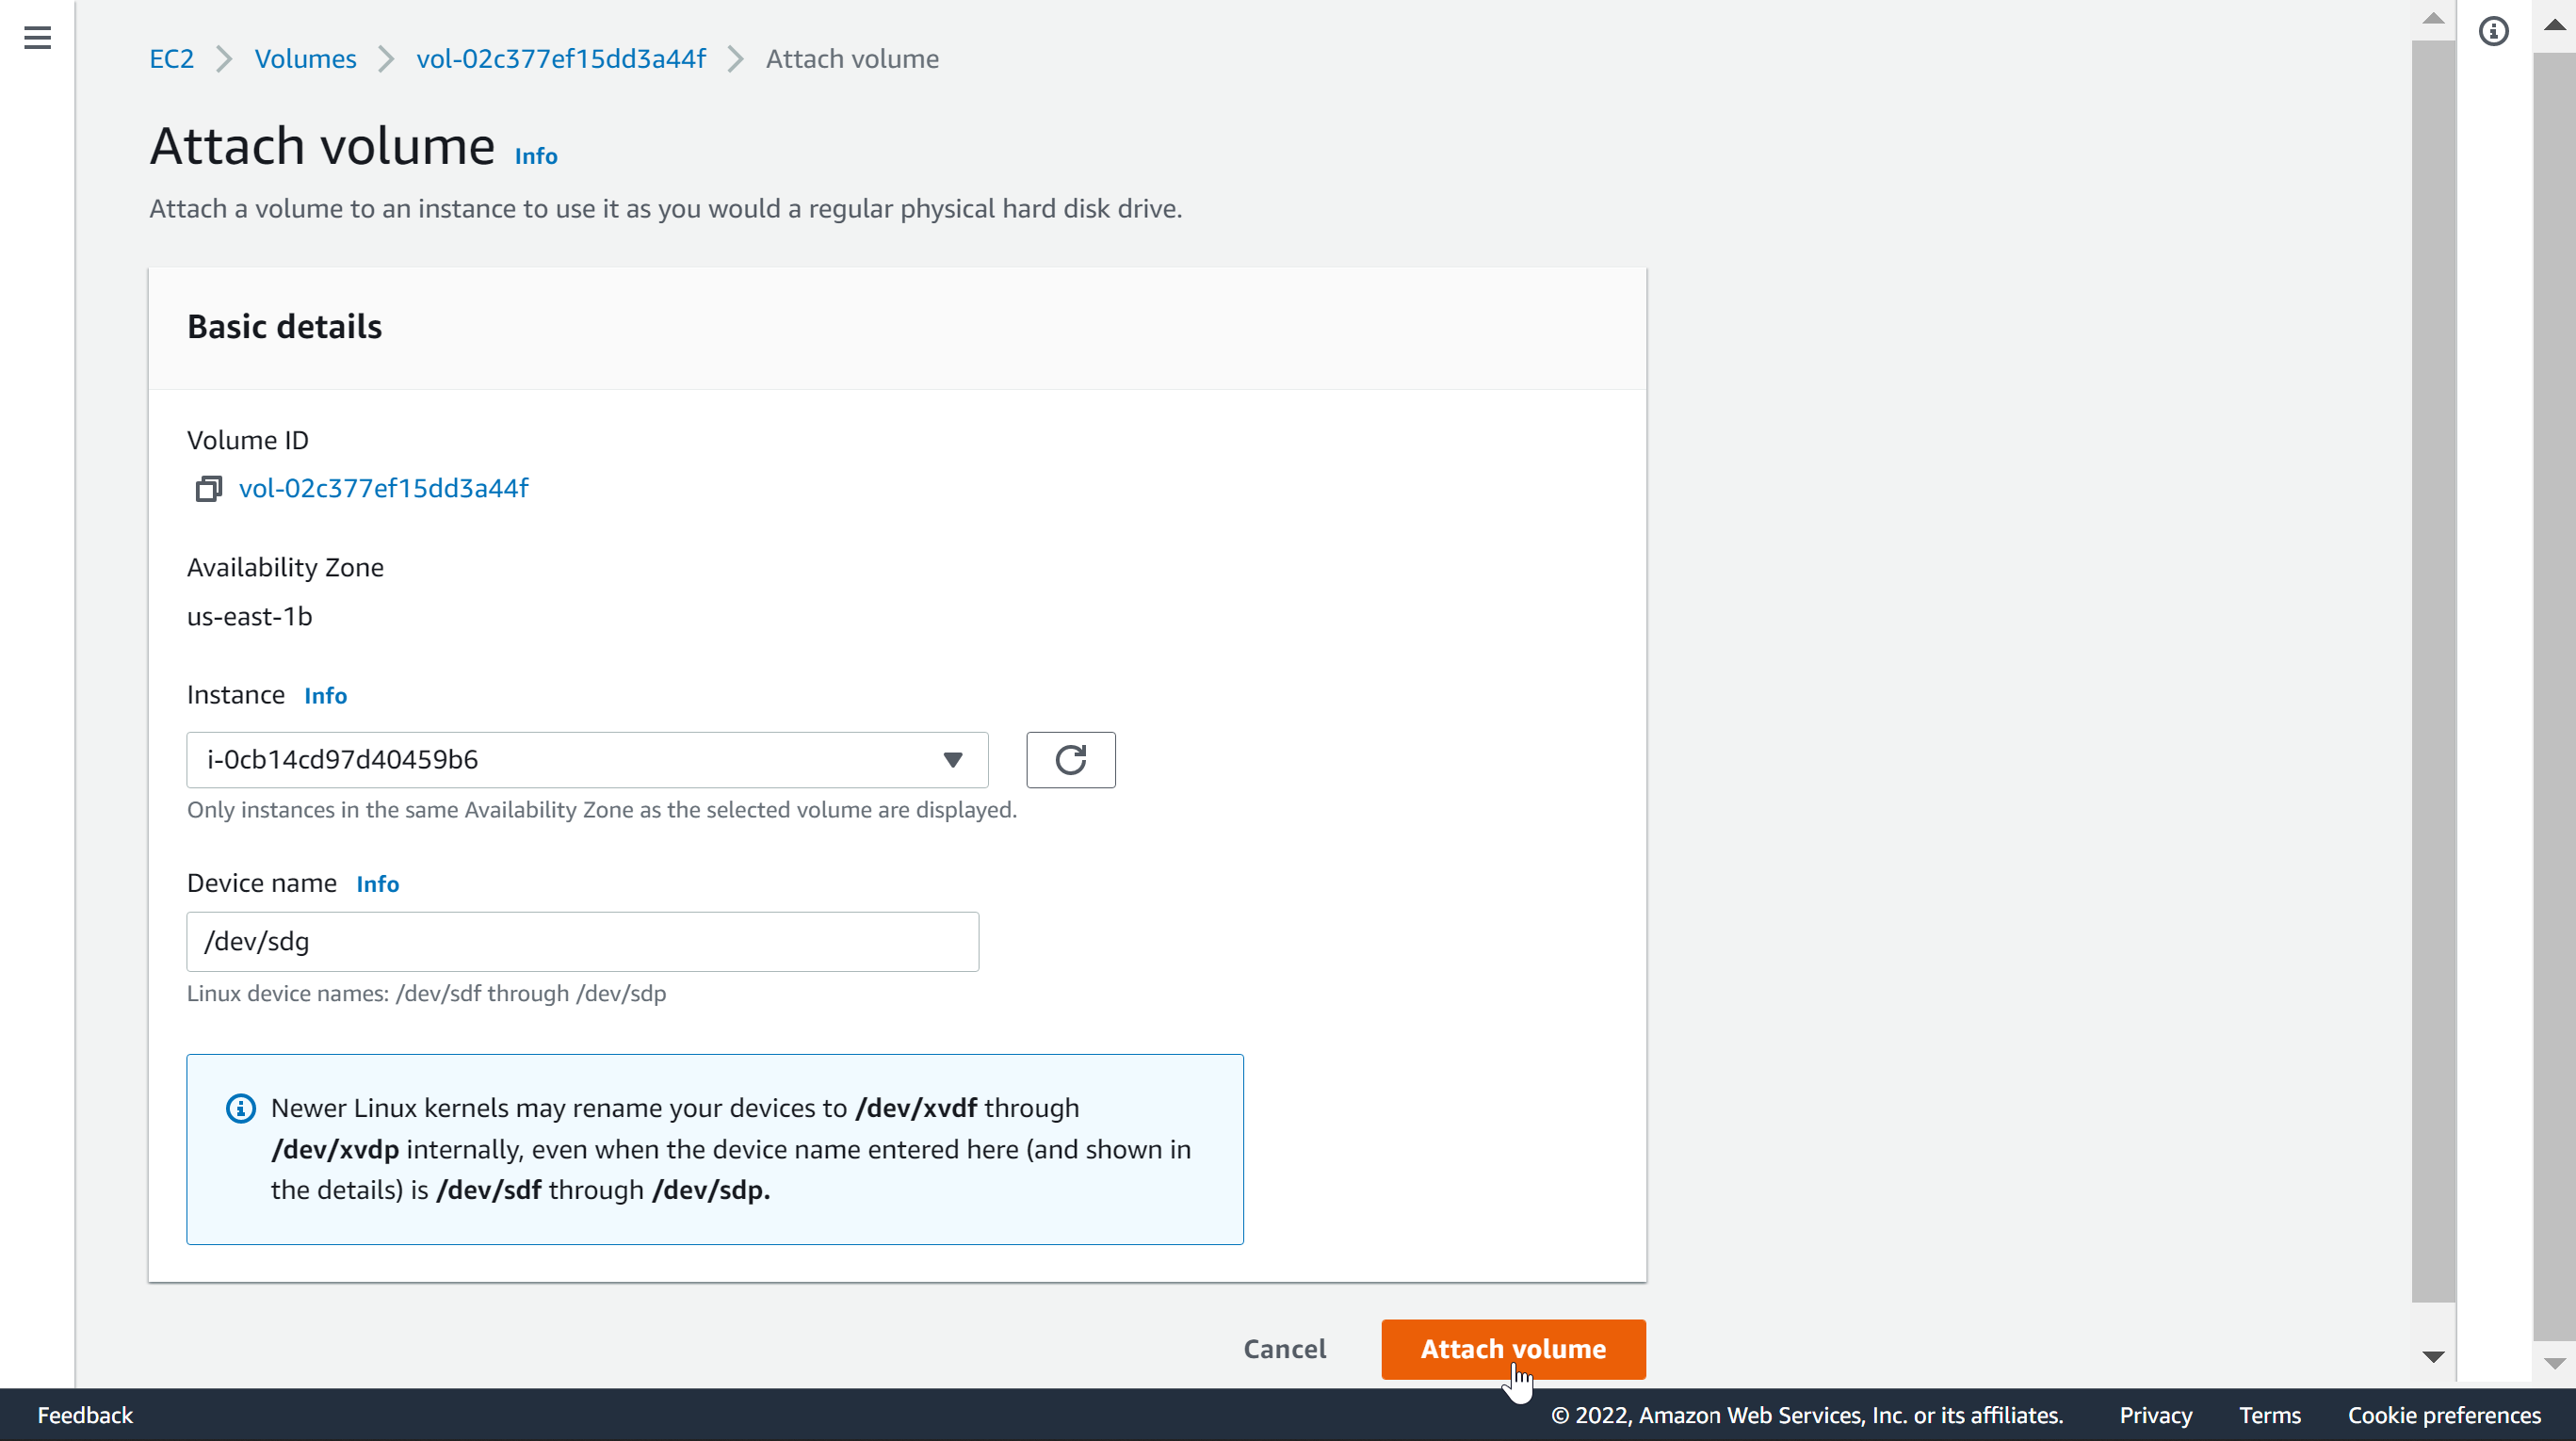 EC2 > Volumes > vol-02c377ef15dd3a44f > Attach volume
Attach volume Info
Attach a volume to an instance to use it as you would a regular physical hard disk drive.
Basic details
Volume ID
vol-02c377ef15dd3a44f
Availability Zone
us-east-1b
Instance Info
i-0cb14cd97d40459b6
Only instances in the same Availability Zone as the selected volume are displayed.
Device name Info
/dev/sdg
Linux device names: /dev/sdf through /dev/sdp
Newer Linux kernels may rename your devices to /dev/xvdf through
/dev/xvdp internally, even when the device name entered here (and shown in
the details) is /dev/sdf through /dev/sdp.
Cancel Attach volume
Feedback © 2022, Amazon Web Services, Inc. or its affiliates. Privacy Terms Cookie preferences